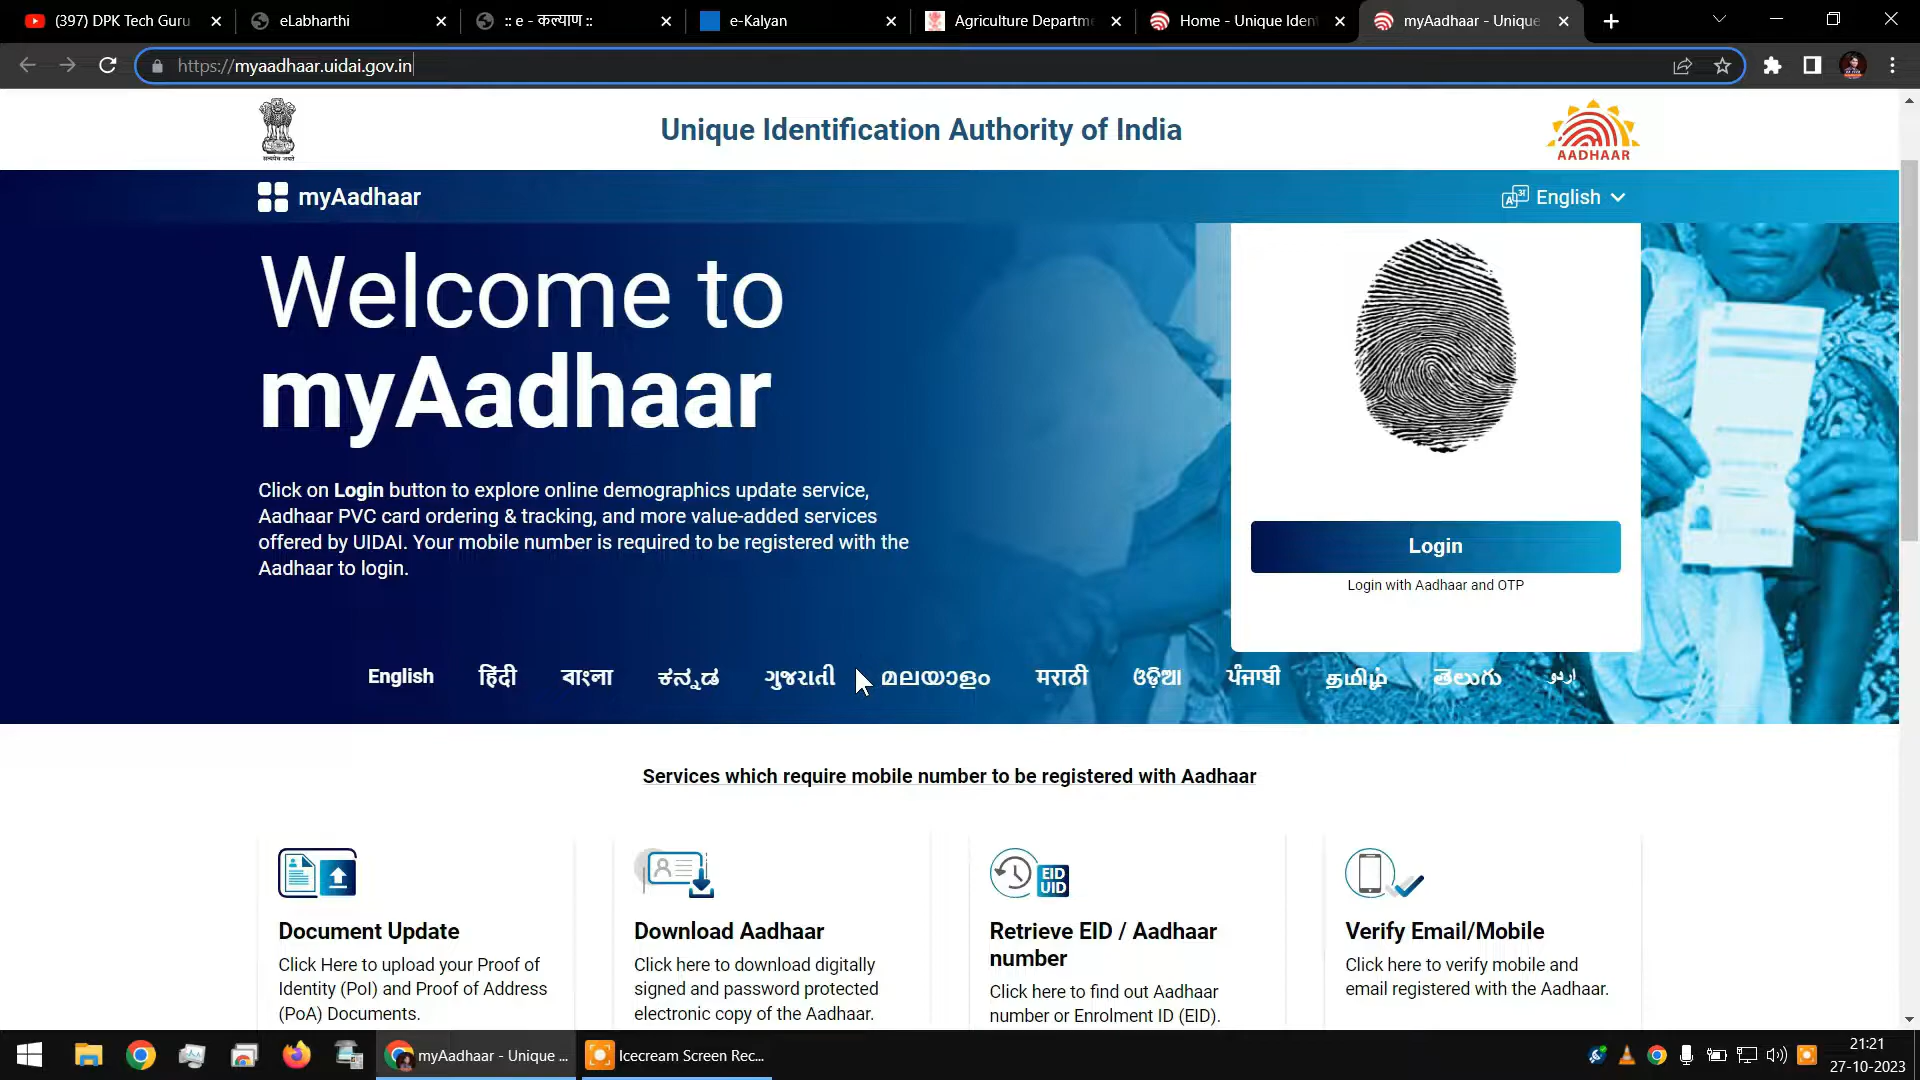 (397) DPK Tech Guru
eLabharthi
:: e - कल्याण ::
e-Kalyan
Agriculture Departm
Home - Unique Iden
myAadhaar - Unique
https://myaadhaar.uidai.gov.in
सत्यमेव जयते
Unique Identification Authority of India
AADHAAR
myAadhaar
English
Welcome to
myAadhaar
Click on Login button to explore online demographics update service,
Aadhaar PVC card ordering & tracking, and more value-added services
offered by UIDAI. Your mobile number is required to be registered with the
Aadhaar to login.
Login
Login with Aadhaar and OTP
English हिंदी বাংলা ಕನ್ನಡ ગુજરાતી മലയാളം मराठी ଓଡ଼ିଆ ਪੰਜਾਬੀ தமிழ் తెలుగు اردو
Services which require mobile number to be registered with Aadhaar
Document Update
Click Here to upload your Proof of
Identity (PoI) and Proof of Address
(PoA) Documents.
Download Aadhaar
Click here to download digitally
signed and password protected
electronic copy of the Aadhaar.
EID
UID
Retrieve EID / Aadhaar
number
Click here to find out Aadhaar
number or Enrolment ID (EID).
Verify Email/Mobile
Click here to verify mobile and
email registered with the Aadhaar.
myAadhaar - Unique ...
Icecream Screen Rec...
21:21
27-10-2023